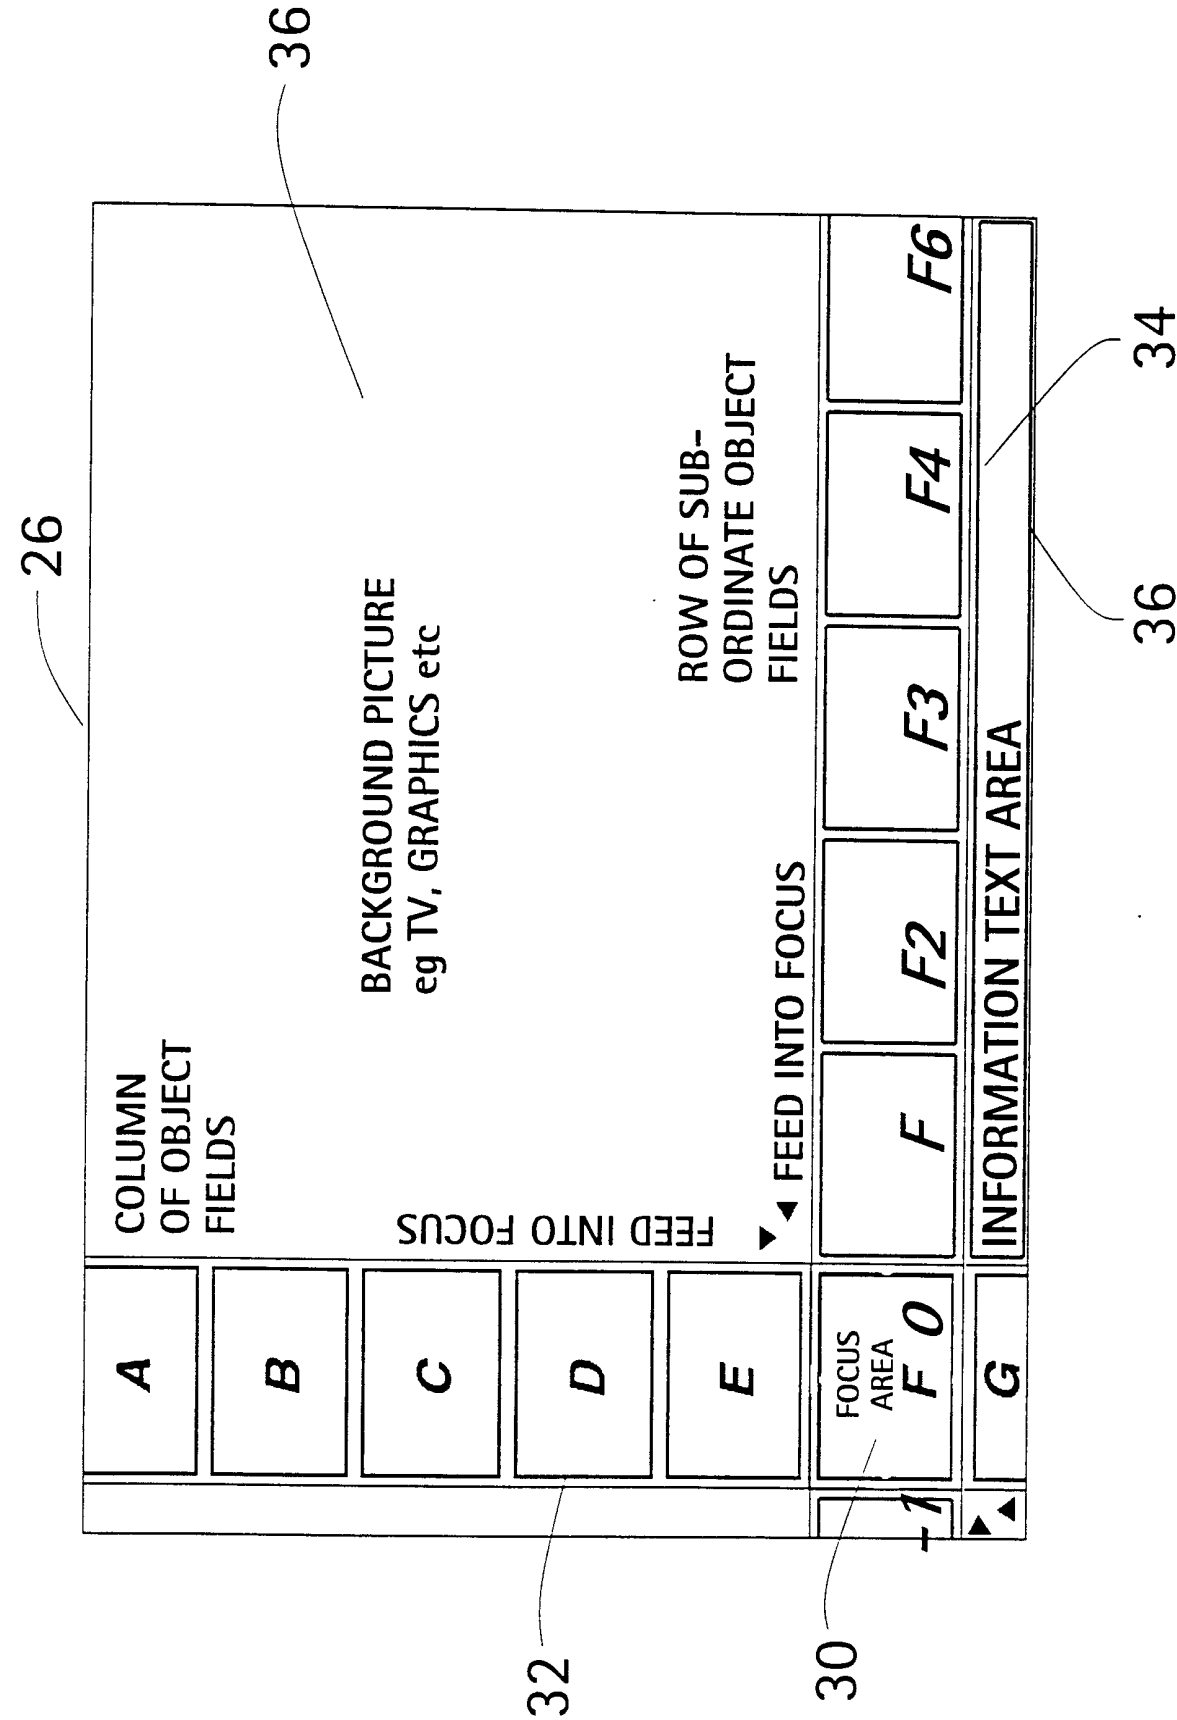 26
36
COLUMN
OF OBJECT
FIELDS
A
B
C
D
E
BACKGROUND PICTURE
eg TV, GRAPHICS etc
FEED INTO FOCUS
ROW OF SUB-
ORDINATE OBJECT
FIELDS
FEED INTO FOCUS
32
30
-1
FOCUS
AREA
F 0
F
F2
F3
F4
F6
G
INFORMATION TEXT AREA
36
34